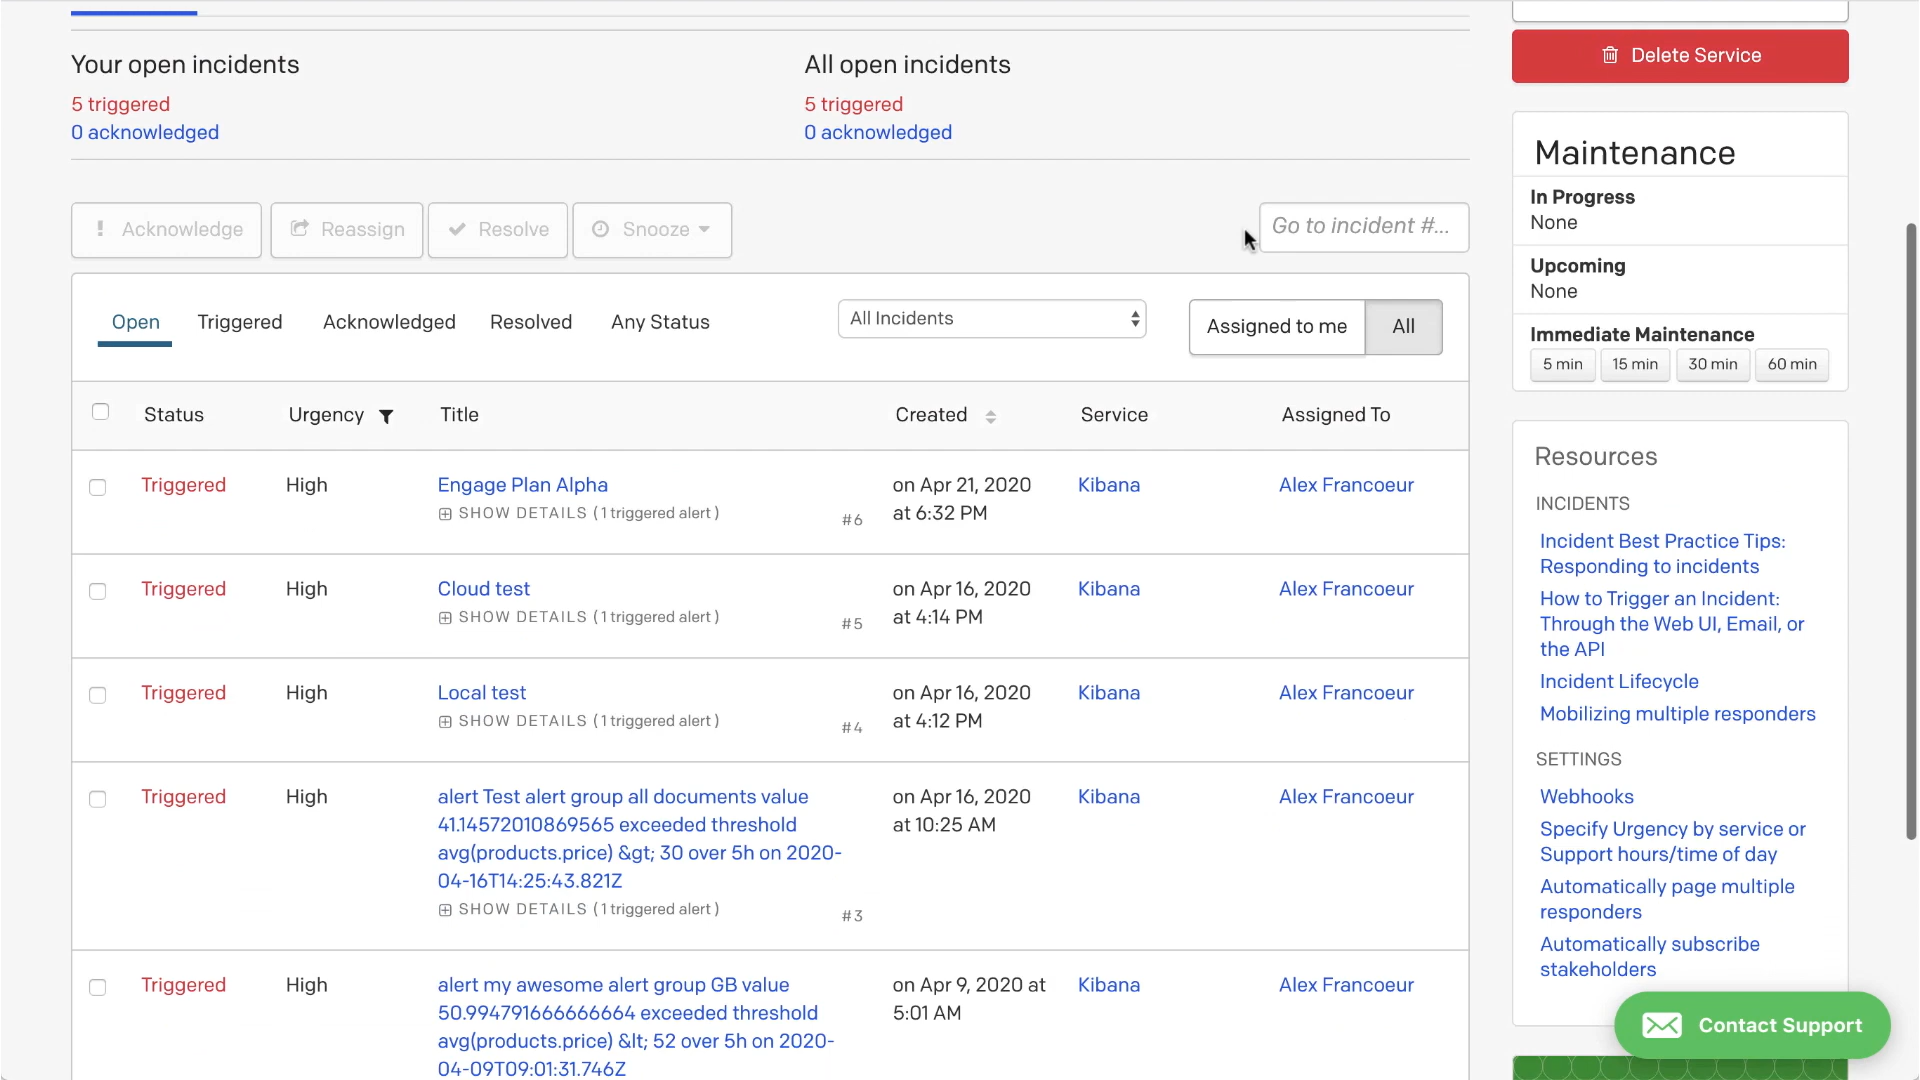 Your open incidents
5 triggered
0 acknowledged
All open incidents
5 triggered
0 acknowledged
Acknowledge
Reassign
Resolve
Snooze
Go to incident #...
Open
Triggered
Acknowledged
Resolved
Any Status
All Incidents
Assigned to me
All
Status
Urgency
Title
Created
Service
Assigned To
Triggered
High
Engage Plan Alpha
SHOW DETAILS (1 triggered alert)
#6
on Apr 21, 2020
at 6:32 PM
Kibana
Alex Francoeur
Triggered
High
Cloud test
SHOW DETAILS (1 triggered alert)
#5
on Apr 16, 2020
at 4:14 PM
Kibana
Alex Francoeur
Triggered
High
Local test
SHOW DETAILS (1 triggered alert)
#4
on Apr 16, 2020
at 4:12 PM
Kibana
Alex Francoeur
Triggered
High
alert Test alert group all documents value
41.14572010869565 exceeded threshold
avg(products.price) &gt; 30 over 5h on 2020-
04-16T14:25:43.821Z
SHOW DETAILS (1 triggered alert)
#3
on Apr 16, 2020
at 10:25 AM
Kibana
Alex Francoeur
Triggered
High
alert my awesome alert group GB value
50.994791666666664 exceeded threshold
avg(products.price) &lt; 52 over 5h on 2020-
04-09T09:01:31.746Z
on Apr 9, 2020 at
5:01 AM
Kibana
Alex Francoeur
Delete Service
Maintenance
In Progress
None
Upcoming
None
Immediate Maintenance
5 min
15 min
30 min
60 min
Resources
INCIDENTS
Incident Best Practice Tips:
Responding to incidents
How to Trigger an Incident:
Through the Web UI, Email, or
the API
Incident Lifecycle
Mobilizing multiple responders
SETTINGS
Webhooks
Specify Urgency by service or
Support hours/time of day
Automatically page multiple
responders
Automatically subscribe
stakeholders
Contact Support